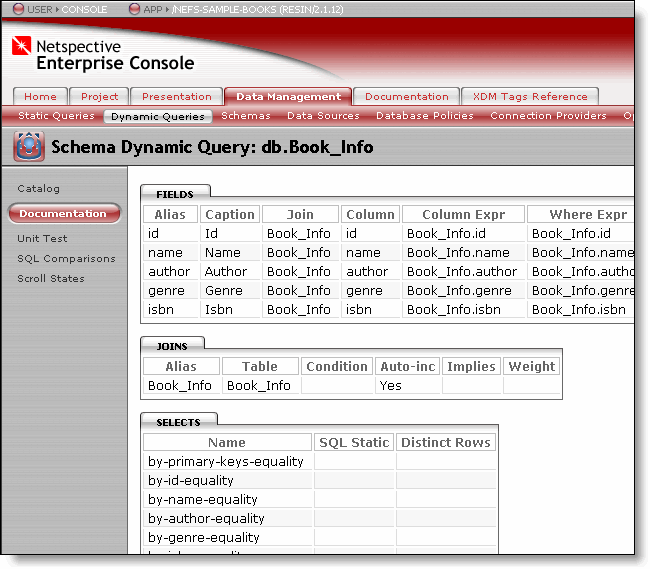 USER CONSOLE APP /NEFS-SAMPLE-BOOKS (RESIN/2.1.12)
Netspective
Enterprise Console
Home Project Presentation Data Management Documentation XDM Tags Reference
Static Queries Dynamic Queries Schemas Data Sources Database Policies Connection Providers
Schema Dynamic Query: db.Book_Info
Catalog
Documentation
Unit Test
SQL Comparisons
Scroll States
FIELDS
Alias Caption Join Column Column Expr Where Expr
id Id Book_Info id Book_Info.id Book_Info.id
name Name Book_Info name Book_Info.name Book_Info.name
author Author Book_Info author Book_Info.author Book_Info.autho
genre Genre Book_Info genre Book_Info.genre Book_Info.genre
isbn Isbn Book_Info isbn Book_Info.isbn Book_Info.isbn
JOINS
Alias Table Condition Auto-inc Implies Weight
Book_Info Book_Info Yes
SELECTS
Name SQL Static Distinct Rows
by-primary-keys-equality
by-id-equality
by-name-equality
by-author-equality
by-genre-equality